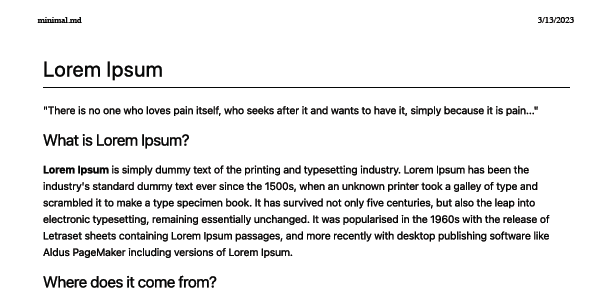 minimal.md 3/13/2023
Lorem Ipsum
"There is no one who loves pain itself, who seeks after it and wants to have it, simply because it is pain..."
What is Lorem Ipsum?
Lorem Ipsum is simply dummy text of the printing and typesetting industry. Lorem Ipsum has been the
industry's standard dummy text ever since the 1500s, when an unknown printer took a galley of type and
scrambled it to make a type specimen book. It has survived not only five centuries, but also the leap into
electronic typesetting, remaining essentially unchanged. It was popularised in the 1960s with the release of
Letraset sheets containing Lorem Ipsum passages, and more recently with desktop publishing software like
Aldus PageMaker including versions of Lorem Ipsum.
Where does it come from?